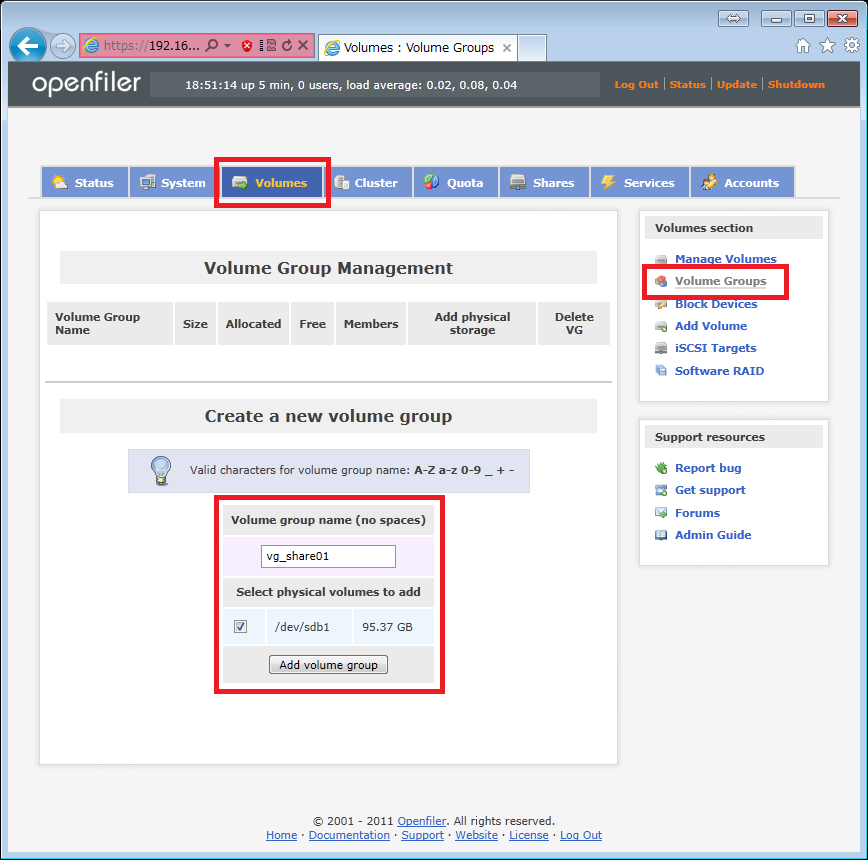 https://192.16...
Volumes : Volume Groups
openfiler
18:51:14 up 5 min, 0 users, load average: 0.02, 0.08, 0.04
Log Out | Status | Update | Shutdown
Status System Volumes Cluster Quota Shares Services Accounts
Volume Group Management
Volume Group Name
Size
Allocated
Free
Members
Add physical storage
Delete VG
Create a new volume group
Valid characters for volume group name: A-Z a-z 0-9 _ + -
Volume group name (no spaces)
vg_share01
Select physical volumes to add
/dev/sdb1 95.37 GB
Add volume group
Volumes section
Manage Volumes
Volume Groups
Block Devices
Add Volume
iSCSI Targets
Software RAID
Support resources
Report bug
Get support
Forums
Admin Guide
© 2001 - 2011 Openfiler. All rights reserved.
Home · Documentation · Support · Website · License · Log Out